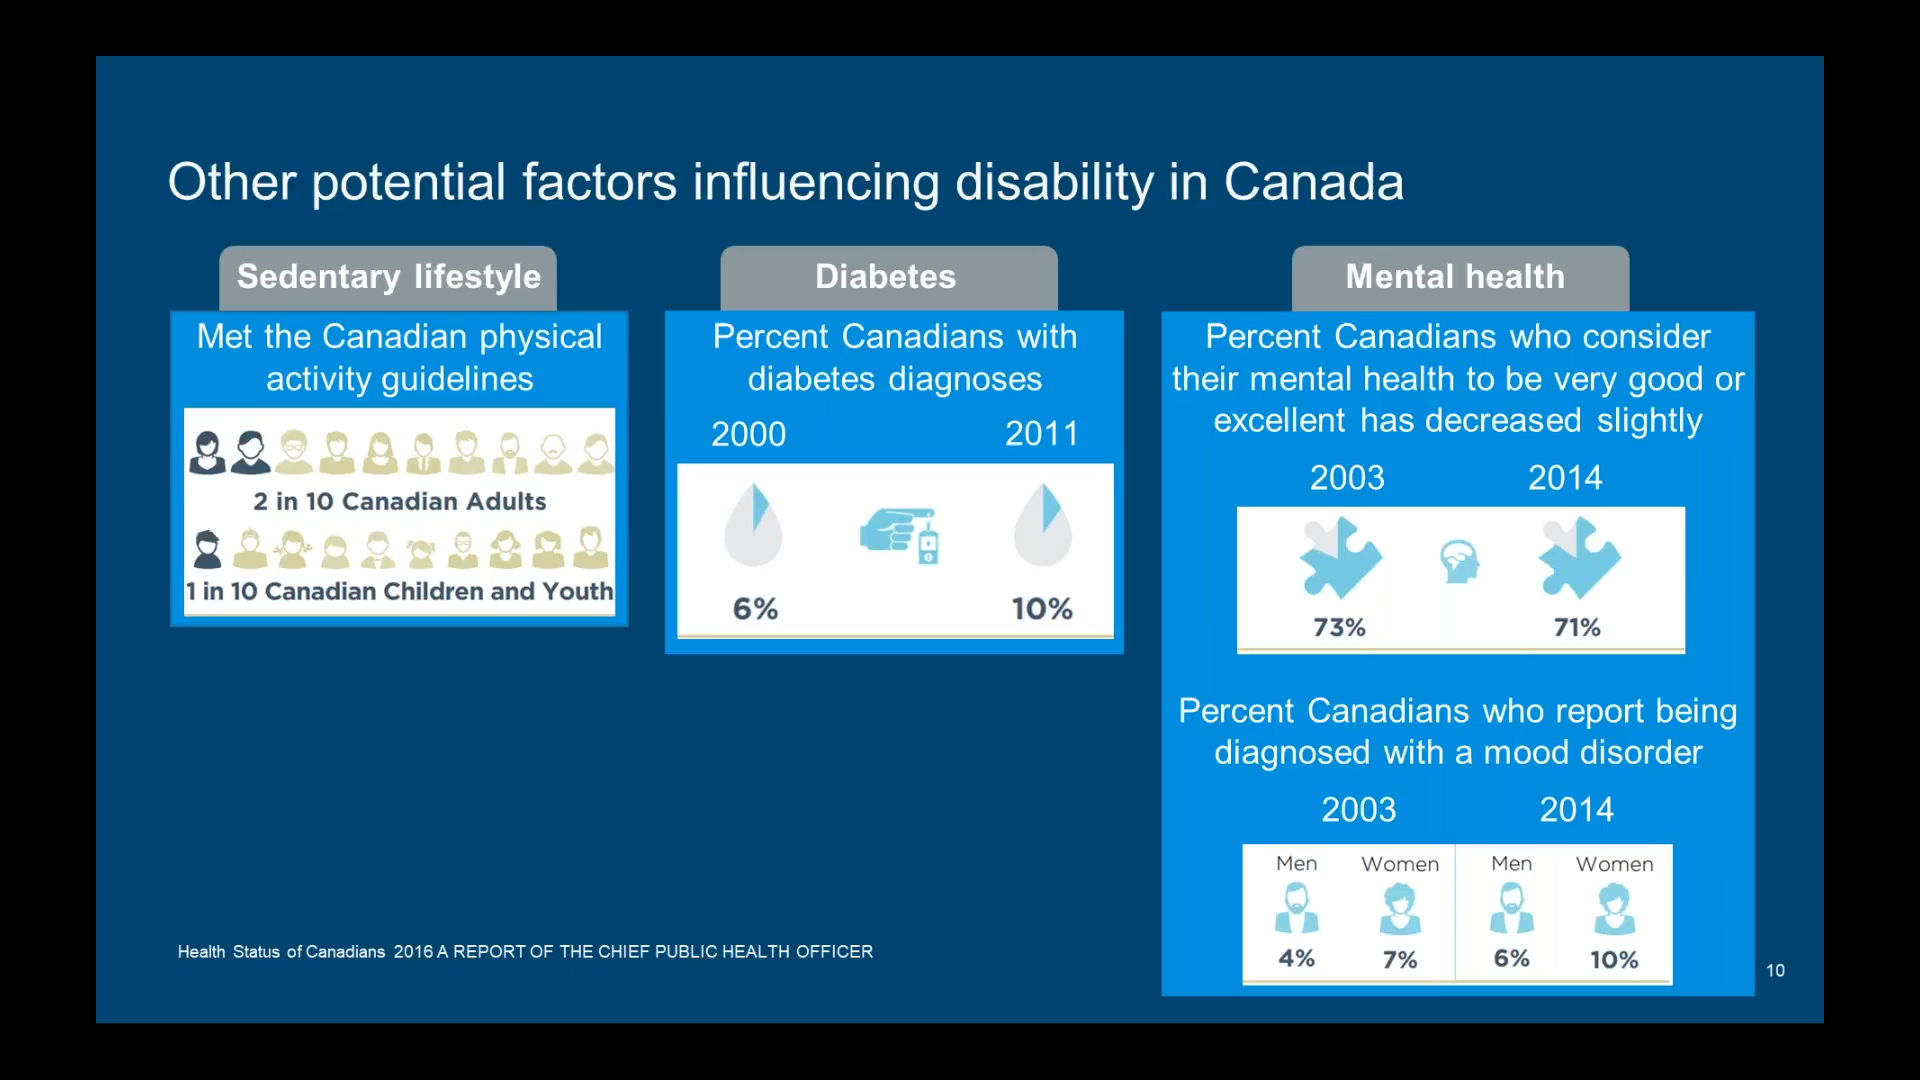 Other potential factors influencing disability in Canada
Sedentary lifestyle
Met the Canadian physical
activity guidelines
2 in 10 Canadian Adults
1 in 10 Canadian Children and Youth
Diabetes
Percent Canadians with
diabetes diagnoses
2000 2011
6% 10%
Mental health
Percent Canadians who consider
their mental health to be very good or
excellent has decreased slightly
2003 2014
73% 71%
Percent Canadians who report being
diagnosed with a mood disorder
2003 2014
Men Women Men Women
4% 7% 6% 10%
Health Status of Canadians 2016 A REPORT OF THE CHIEF PUBLIC HEALTH OFFICER
10